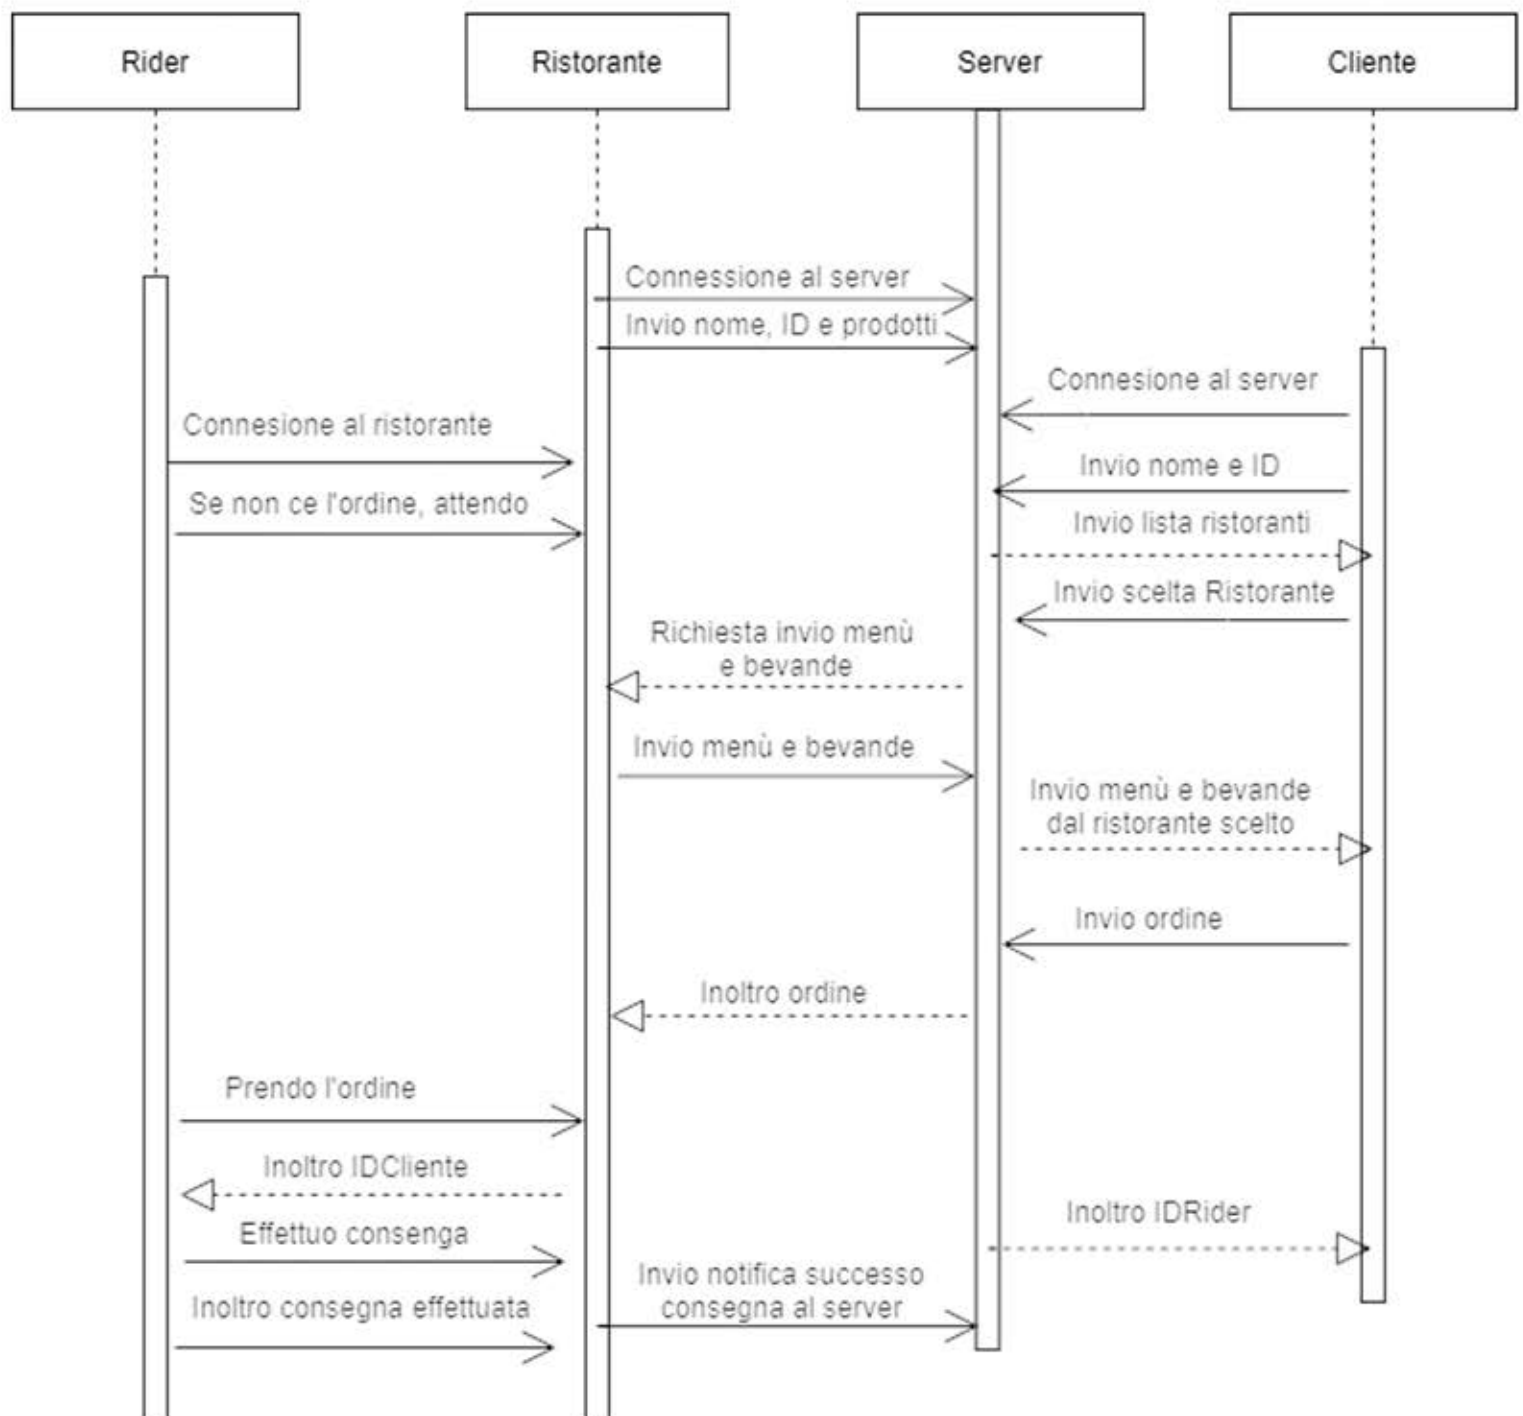 Rider
Ristorante
Server
Cliente
Connessione al server
Invio nome, ID e prodotti
Connesione al server
Connesione al ristorante
Invio nome e ID
Se non ce l'ordine, attendo
Invio lista ristoranti
Invio scelta Ristorante
Richiesta invio menù
e bevande
Invio menù e bevande
Invio menù e bevande
dal ristorante scelto
Invio ordine
Inoltro ordine
Prendo l'ordine
Inoltro IDCliente
Inoltro IDRider
Effettuo consenga
Invio notifica successo
consegna al server
Inoltro consegna effettuata